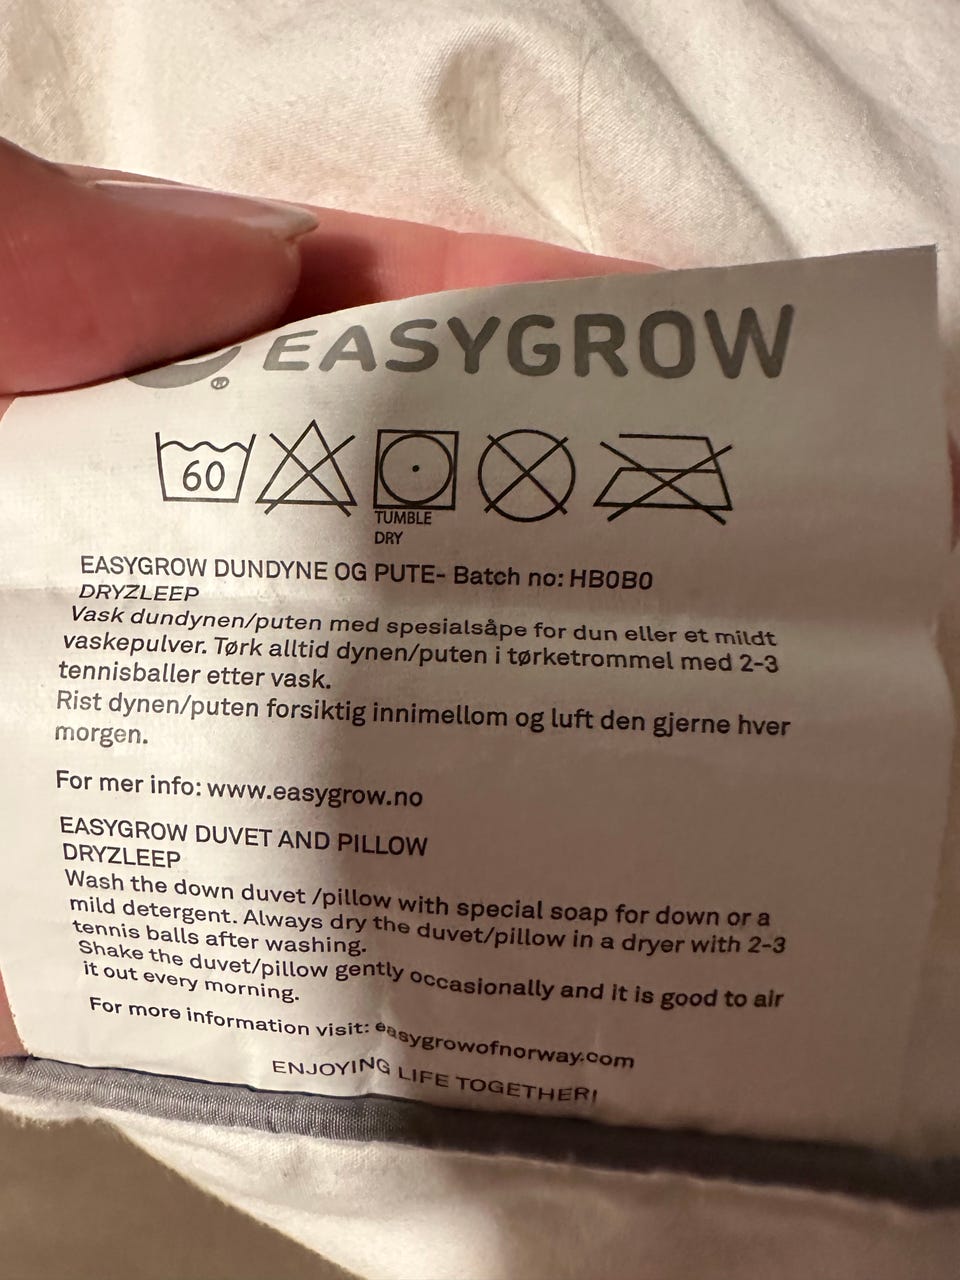 ® EASYGROW
60
TUMBLE
DRY
EASYGROW DUNDYNE OG PUTE- Batch no: HB0B0
DRYZLEEP
Vask dundynen/puten med spesialsåpe for dun eller et mildt
vaskepulver. Tørk alltid dynen/puten i tørketrommel med 2-3
tennisballer etter vask.
Rist dynen/puten forsiktig innimellom og luft den gjerne hver
morgen.
For mer info: www.easygrow.no
EASYGROW DUVET AND PILLOW
DRYZLEEP
Wash the down duvet /pillow with special soap for down or a
mild detergent. Always dry the duvet/pillow in a dryer with 2-3
tennis balls after washing.
Shake the duvet/pillow gently occasionally and it is good to air
it out every morning.
For more information visit: easygrowofnorway.com
ENJOYING LIFE TOGETHER!